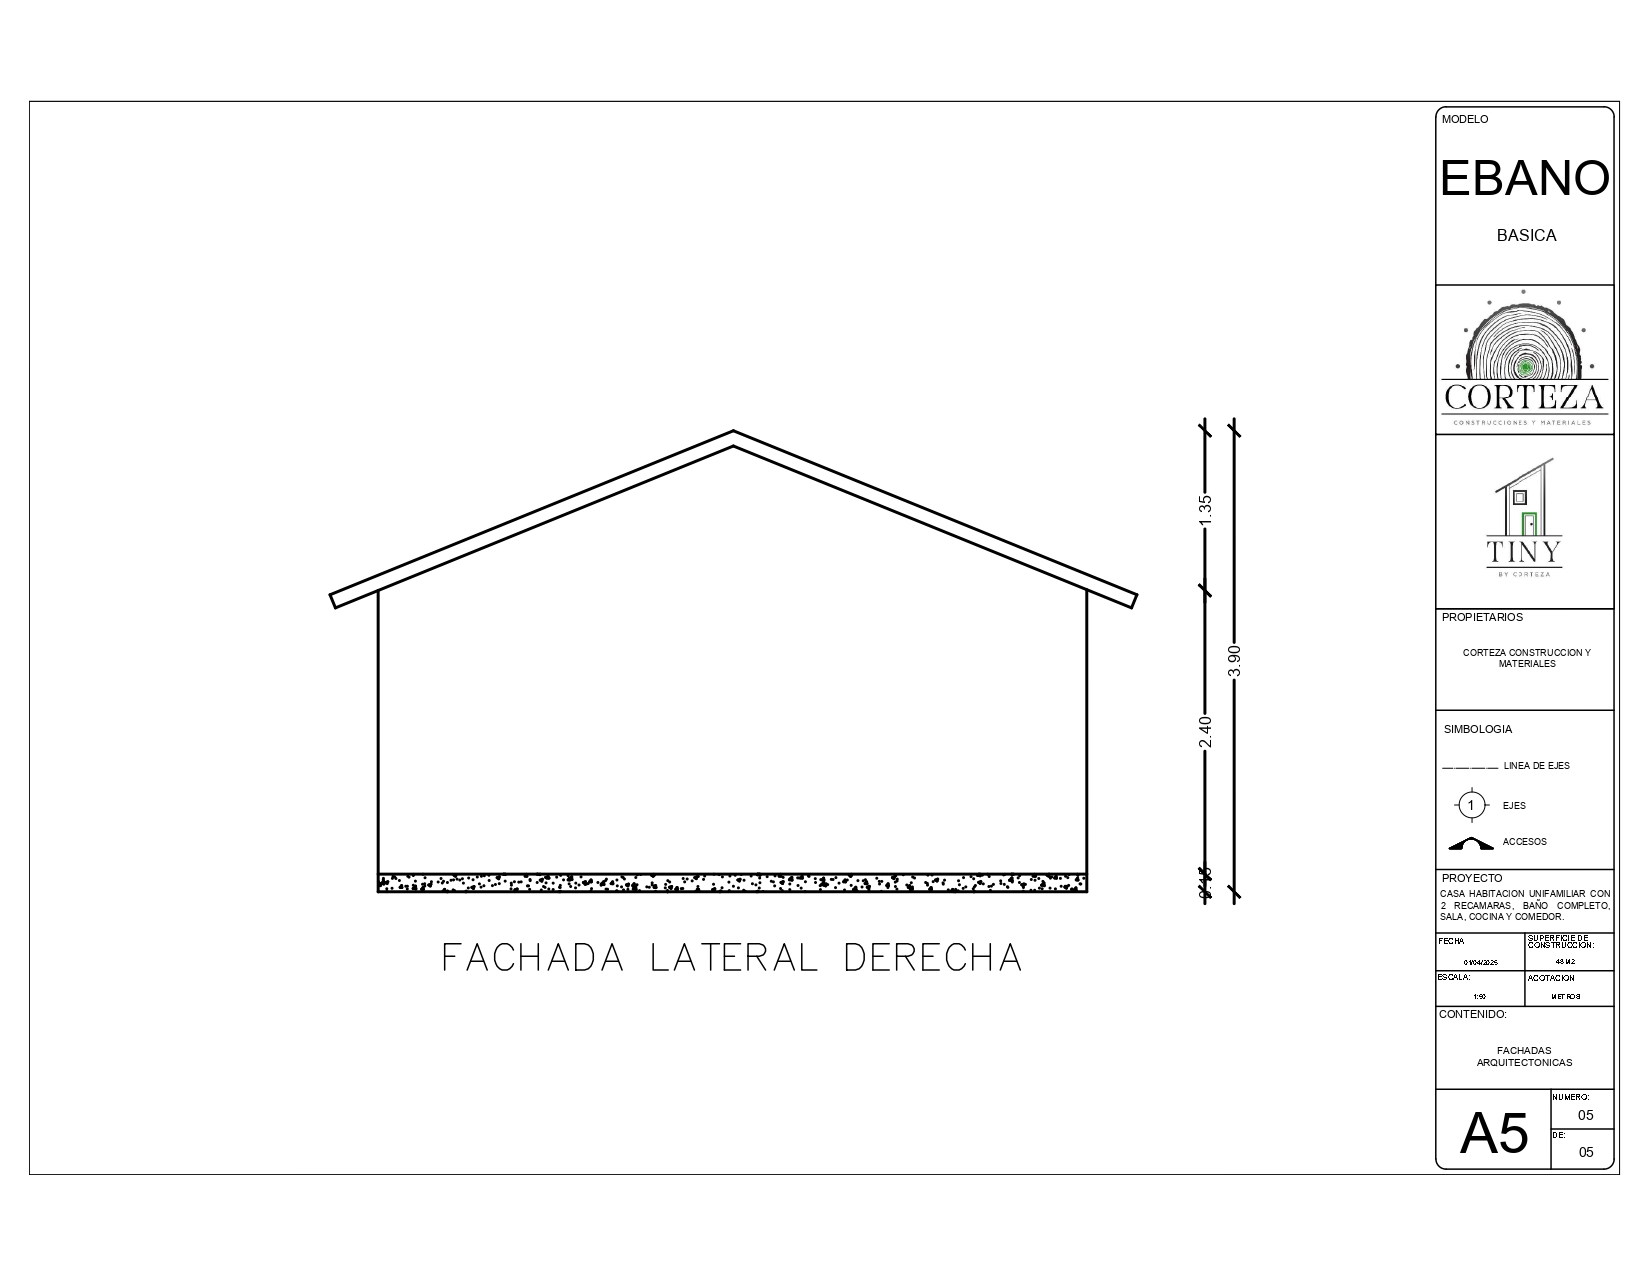 1.35
3.90
2.40
0.15
FACHADA LATERAL DERECHA
MODELO
EBANO
BASICA
CORTEZA
CONSTRUCCIONES Y MATERIALES
TINY
BY CORTEZA
PROPIETARIOS
CORTEZA CONSTRUCCION Y
MATERIALES
SIMBOLOGIA
LINEA DE EJES
1 EJES
ACCESOS
PROYECTO
CASA HABITACION UNIFAMILIAR CON
2 RECAMARAS, BAÑO COMPLETO,
SALA, COCINA Y COMEDOR.
FECHA
01/04/2025
SUPERFICIE DE
CONSTRUCCION:
48 M2
ESCALA:
1:50
ACOTACION
METROS
CONTENIDO:
FACHADAS
ARQUITECTONICAS
A5
NUMERO:
05
DE:
05